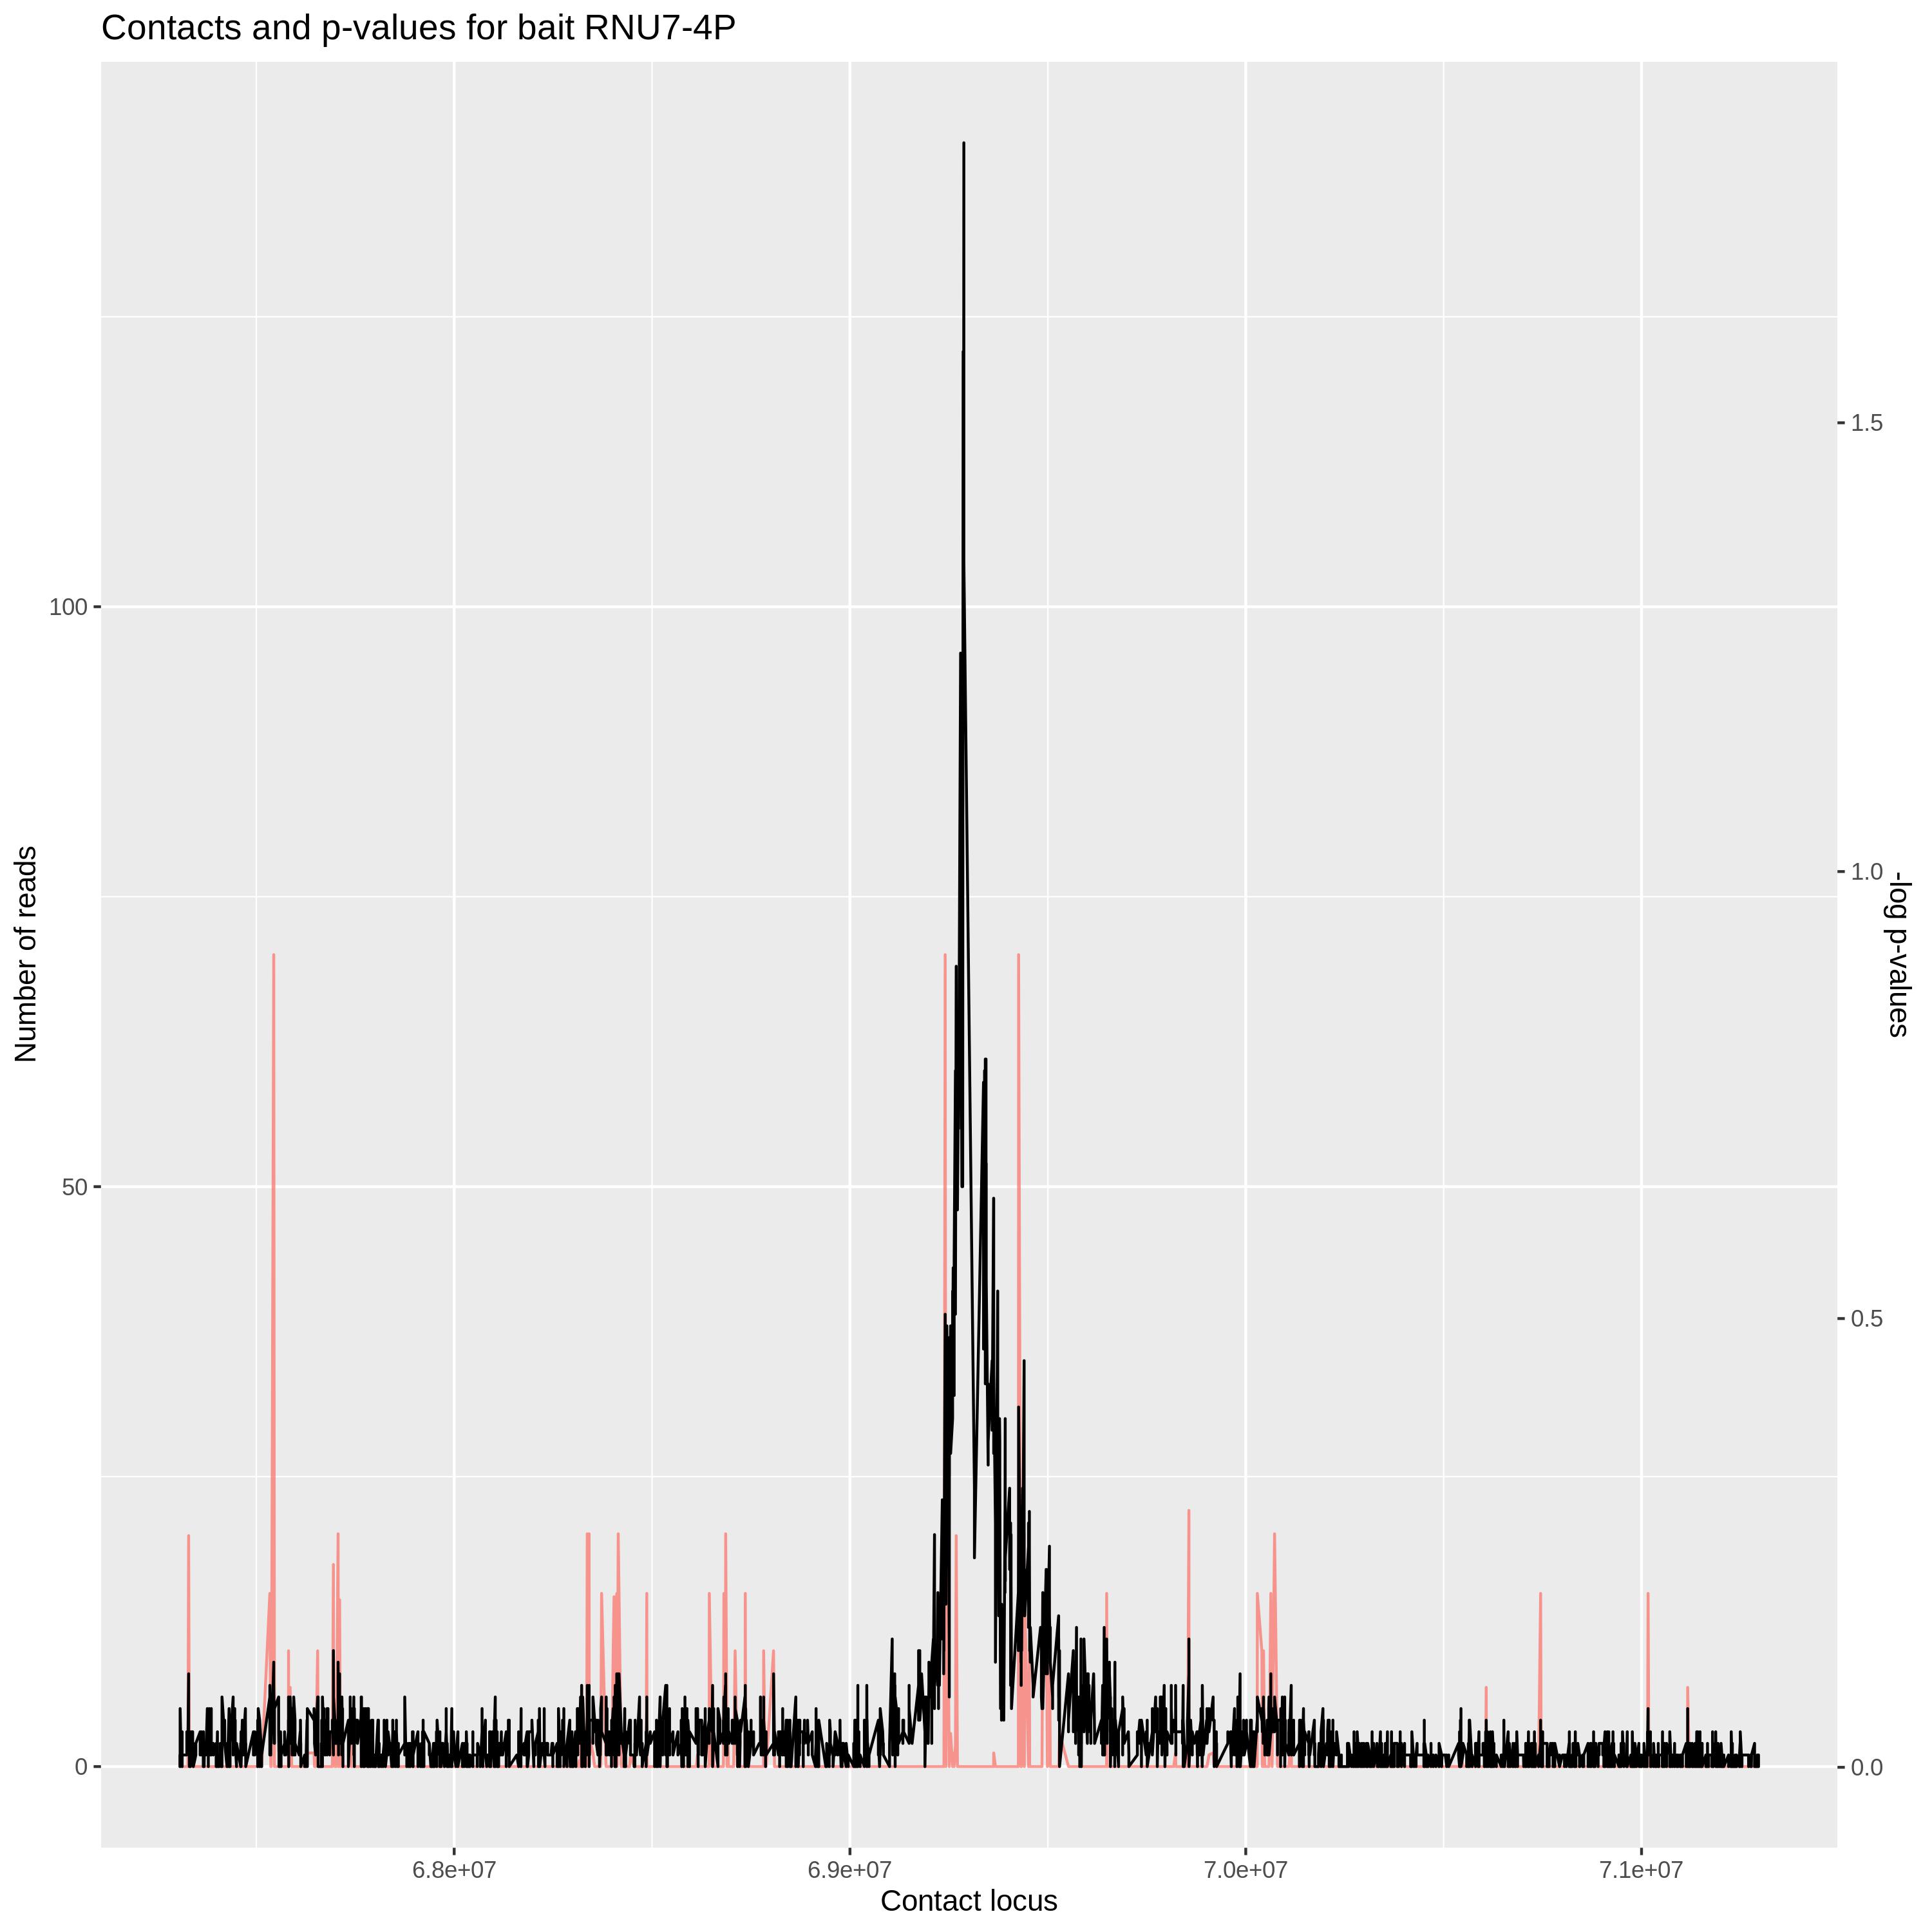 Contacts and p-values for bait RNU7-4P
Number of reads
100
50
0
1.5
1.0
0.5
0.0
-log p-values
6.8e+07 6.9e+07 7.0e+07 7.1e+07
Contact locus